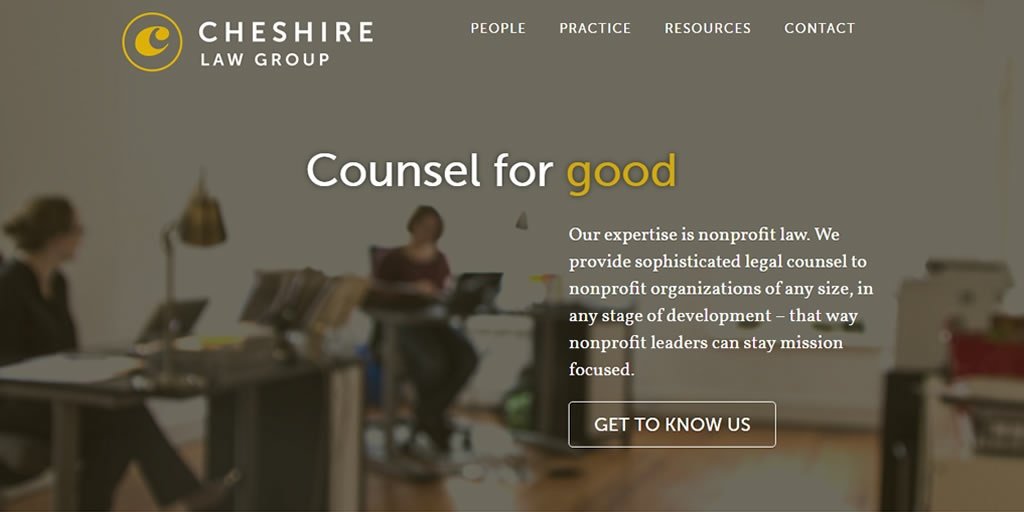 CHESHIRE
LAW GROUP
PEOPLE PRACTICE RESOURCES CONTACT
Counsel for good
Our expertise is nonprofit law. We
provide sophisticated legal counsel to
nonprofit organizations of any size, in
any stage of development – that way
nonprofit leaders can stay mission
focused.
GET TO KNOW US